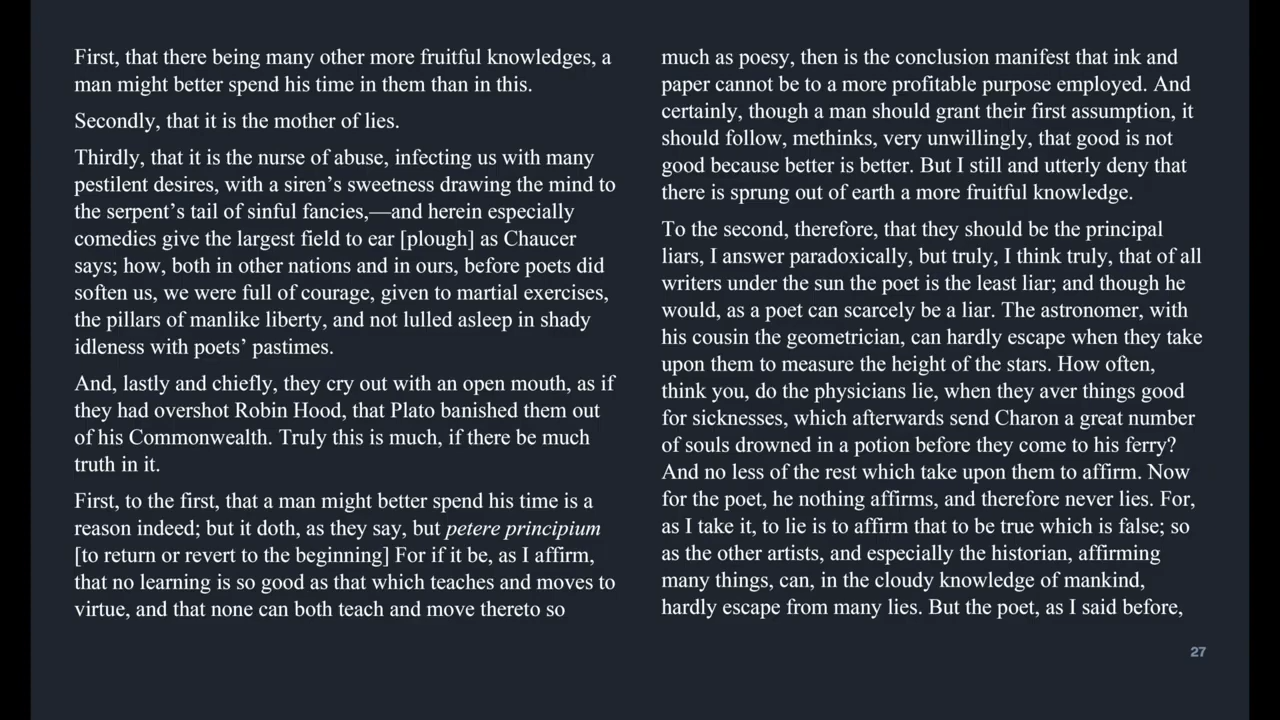 First, that there being many other more fruitful knowledges, a
man might better spend his time in them than in this.
Secondly, that it is the mother of lies.
Thirdly, that it is the nurse of abuse, infecting us with many
pestilent desires, with a siren’s sweetness drawing the mind to
the serpent’s tail of sinful fancies,—and herein especially
comedies give the largest field to ear [plough] as Chaucer
says; how, both in other nations and in ours, before poets did
soften us, we were full of courage, given to martial exercises,
the pillars of manlike liberty, and not lulled asleep in shady
idleness with poets’ pastimes.
And, lastly and chiefly, they cry out with an open mouth, as if
they had overshot Robin Hood, that Plato banished them out
of his Commonwealth. Truly this is much, if there be much
truth in it.
First, to the first, that a man might better spend his time is a
reason indeed; but it doth, as they say, but petere principium
[to return or revert to the beginning] For if it be, as I affirm,
that no learning is so good as that which teaches and moves to
virtue, and that none can both teach and move thereto so
much as poesy, then is the conclusion manifest that ink and
paper cannot be to a more profitable purpose employed. And
certainly, though a man should grant their first assumption, it
should follow, methinks, very unwillingly, that good is not
good because better is better. But I still and utterly deny that
there is sprung out of earth a more fruitful knowledge.
To the second, therefore, that they should be the principal
liars, I answer paradoxically, but truly, I think truly, that of all
writers under the sun the poet is the least liar; and though he
would, as a poet can scarcely be a liar. The astronomer, with
his cousin the geometrician, can hardly escape when they take
upon them to measure the height of the stars. How often,
think you, do the physicians lie, when they aver things good
for sicknesses, which afterwards send Charon a great number
of souls drowned in a potion before they come to his ferry?
And no less of the rest which take upon them to affirm. Now
for the poet, he nothing affirms, and therefore never lies. For,
as I take it, to lie is to affirm that to be true which is false; so
as the other artists, and especially the historian, affirming
many things, can, in the cloudy knowledge of mankind,
hardly escape from many lies. But the poet, as I said before,
27